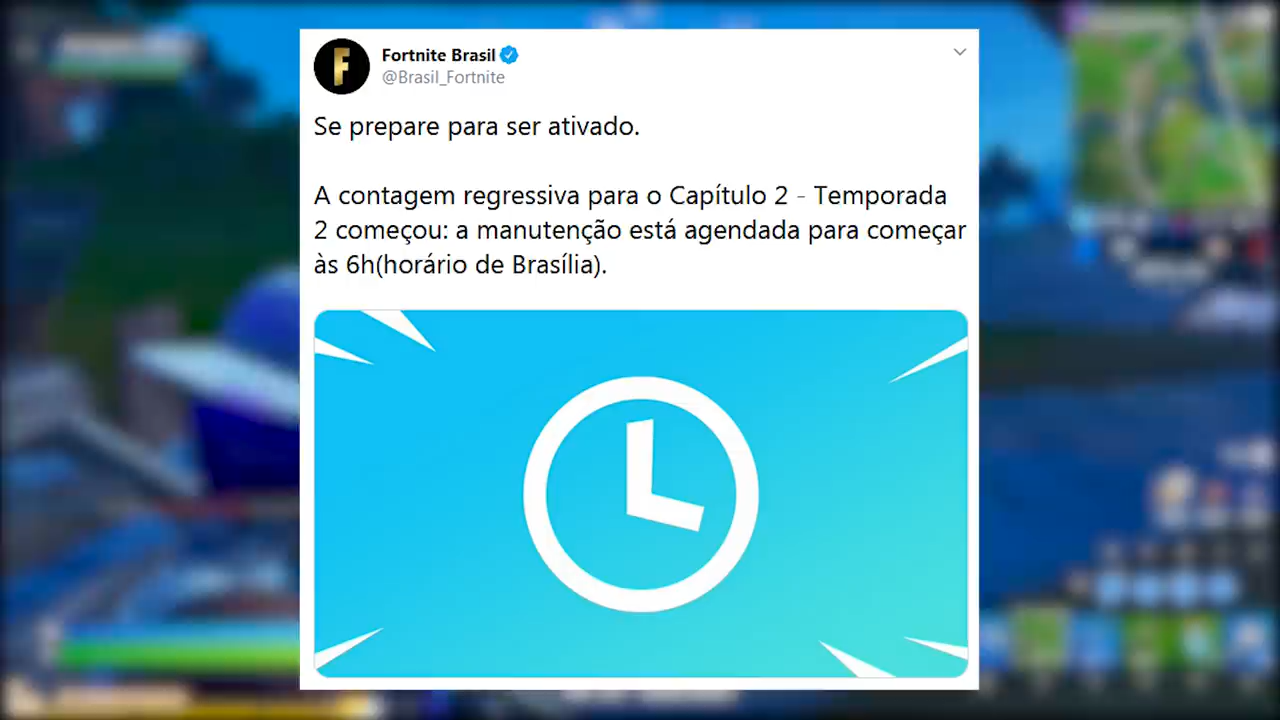 Fortnite Brasil
@Brasil_Fortnite
Se prepare para ser ativado.
A contagem regressiva para o Capítulo 2 - Temporada
2 começou: a manutenção está agendada para começar
às 6h(horário de Brasília).